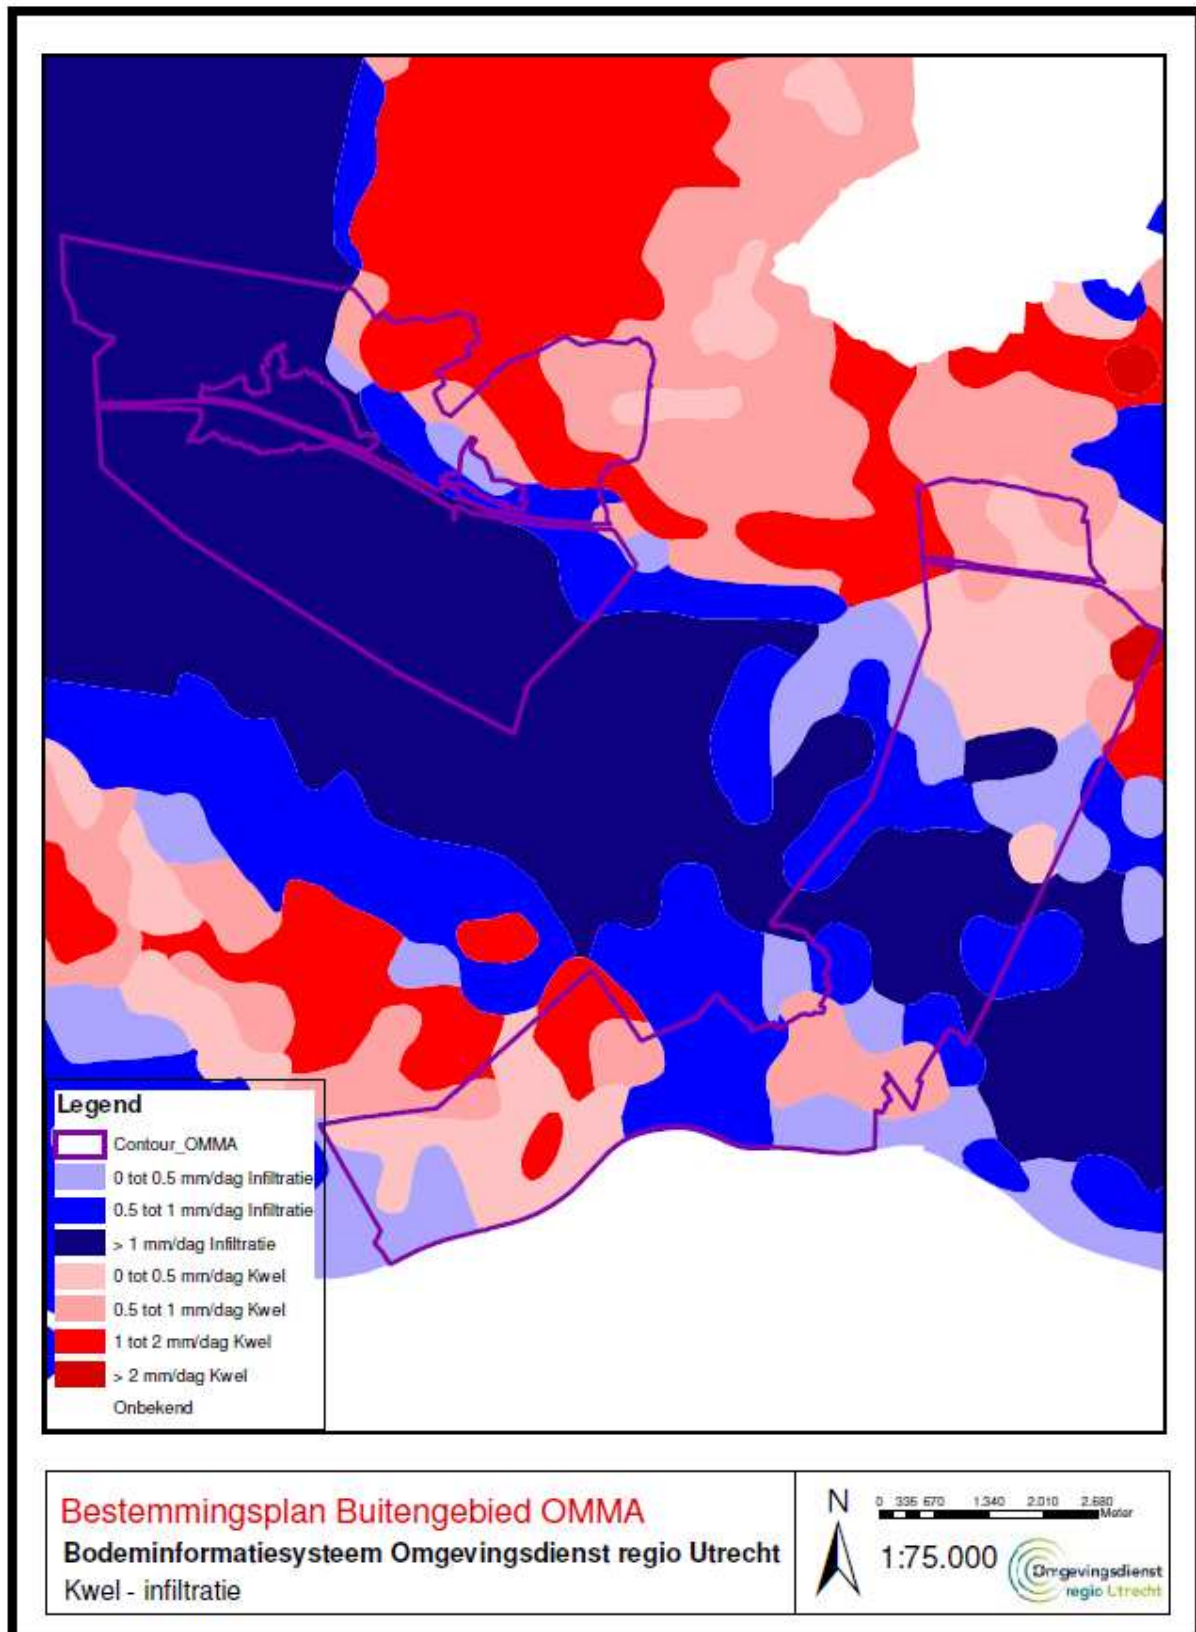 Legend
Contour_OMMA
0 tot 0.5 mm/dag Infiltratie
0.5 tot 1 mm/dag Infiltratie
> 1 mm/dag Infiltratie
0 tot 0.5 mm/dag Kwel
0.5 tot 1 mm/dag Kwel
1 tot 2 mm/dag Kwel
> 2 mm/dag Kwel
Onbekend
Bestemmingsplan Buitengebied OMMA
Bodeminformatiesysteem Omgevingsdienst regio Utrecht
Kwel - infiltratie
N
0 335 670 1.340 2.010 2.680
Meter
1:75.000
Omgevingsdienst
regio Utrecht